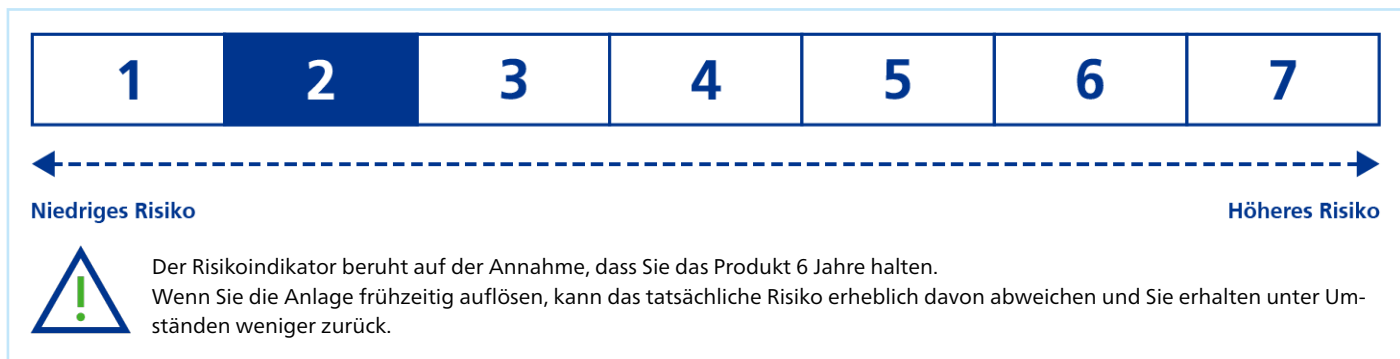 1 2 3 4 5 6 7
Niedriges Risiko Höheres Risiko
Der Risikoindikator beruht auf der Annahme, dass Sie das Produkt 6 Jahre halten.
Wenn Sie die Anlage frühzeitig auflösen, kann das tatsächliche Risiko erheblich davon abweichen und Sie erhalten unter Um-
ständen weniger zurück.